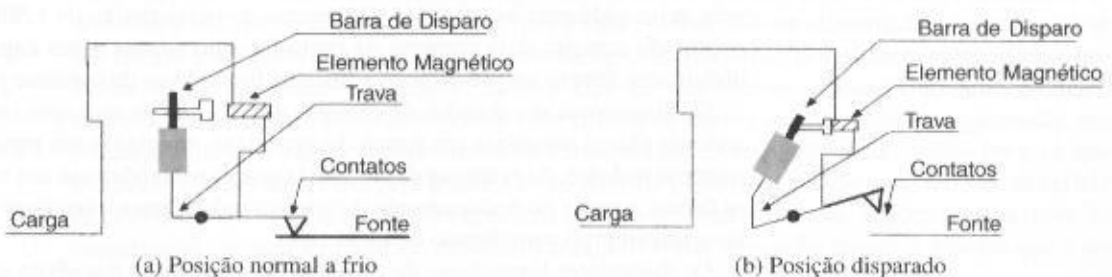 Barra de Disparo
Elemento Magnético
Trava
Contatos
Carga
Fonte
(a) Posição normal a frio
Barra de Disparo
Elemento Magnético
Trava
Contatos
Carga
Fonte
(b) Posição disparado